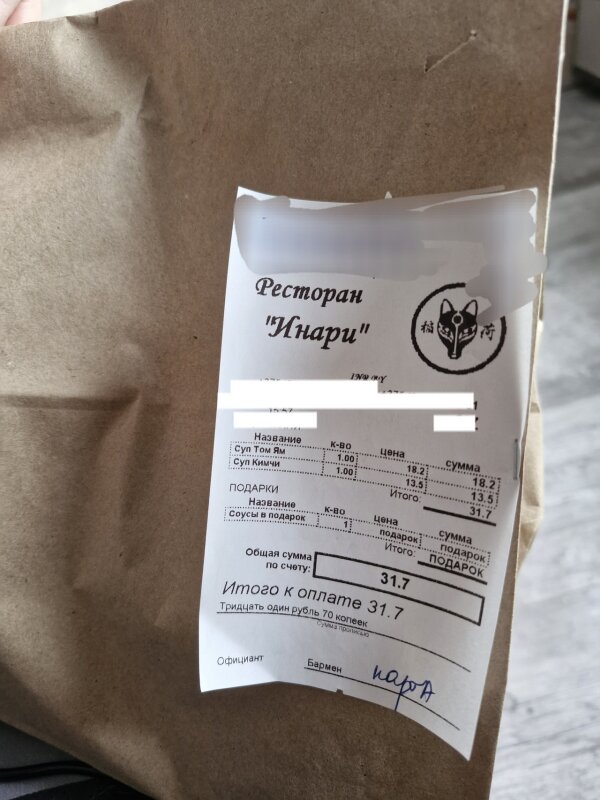 Ресторан
"Инари"
稲 荷
Название к-во цена сумма
Суп Том Ям 1.00 18.2 18.2
Суп Кимчи 1.00 13.5 13.5
Итого: 31.7
ПОДАРКИ
Название к-во цена сумма
Соусы в подарок 1 подарок подарок
Итого: ПОДАРОК
Общая сумма
по счету: 31.7
Итого к оплате 31.7
Тридцать один рубль 70 копеек
Сумма прописью
Официант Бармен